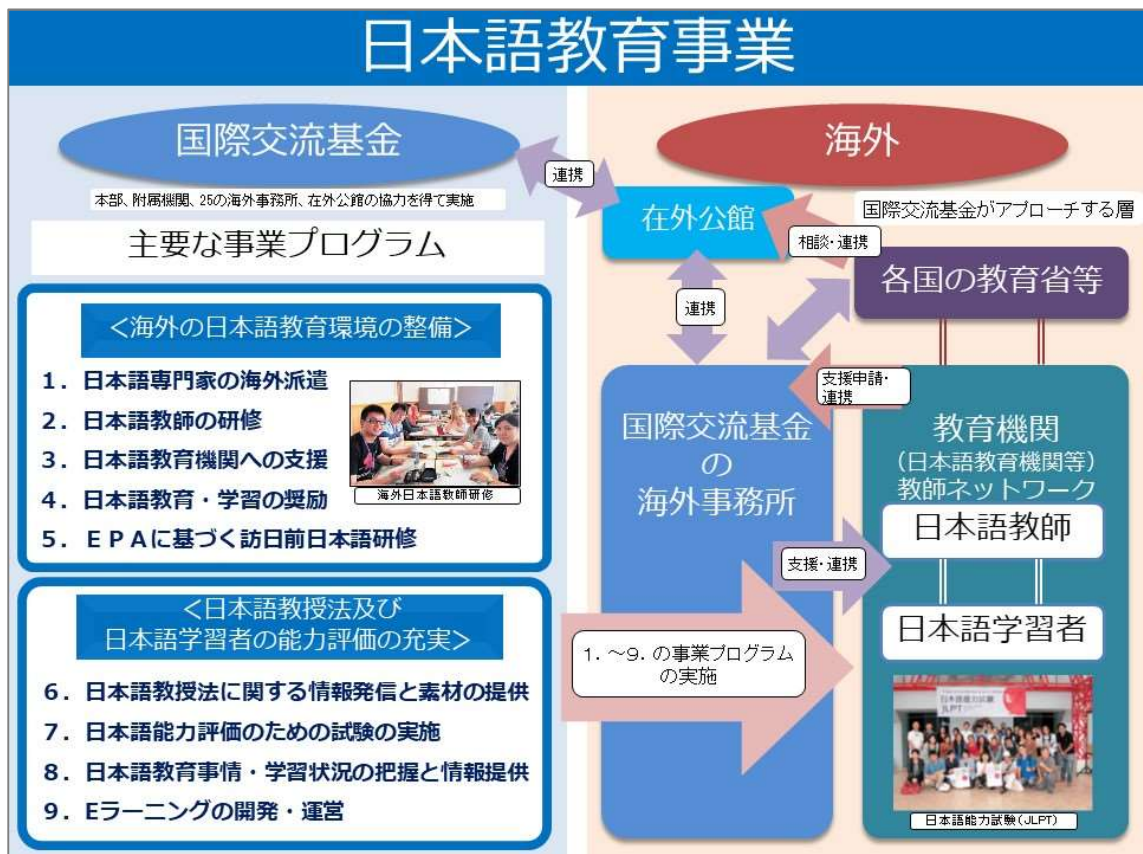 日本語教育事業
国際交流基金
本部、附属機関、25の海外事務所、在外公館の協力を得て実施
主要な事業プログラム
＜海外の日本語教育環境の整備＞
1．日本語専門家の海外派遣
2．日本語教師の研修
3．日本語教育機関への支援
4．日本語教育・学習の奨励
5．ＥＰＡに基づく訪日前日本語研修
海外日本語教師研修
＜日本語教授法及び
日本語学習者の能力評価の充実＞
6．日本語教授法に関する情報発信と素材の提供
7．日本語能力評価のための試験の実施
8．日本語教育事情・学習状況の把握と情報提供
9．Eラーニングの開発・運営
連携
海外
在外公館
国際交流基金がアプローチする層
相談・連携
各国の教育省等
連携
支援申請・
連携
国際交流基金
の
海外事務所
教育機関
（日本語教育機関等）
教師ネットワーク
日本語教師
支援・連携
日本語学習者
1．～9．の事業プログラム
の実施
日本語能力試験
JLPT
日本語能力試験（JLPT）